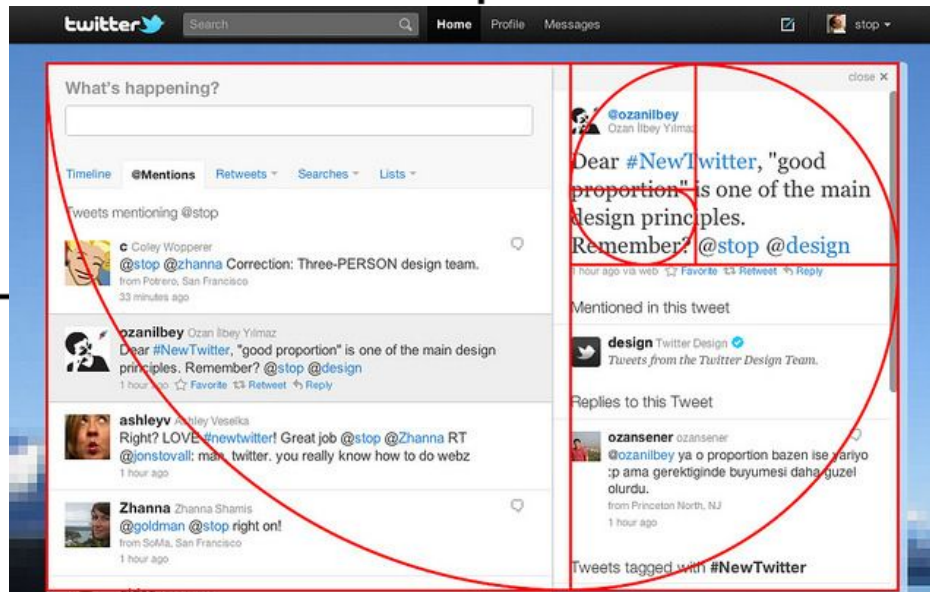 twitter
Search
Home
Profile
Messages
stop
What's happening?
Timeline
@Mentions
Retweets
Searches
Lists
Tweets mentioning @stop
c Coley Wopperer
@stop @zhanna Correction: Three-PERSON design team.
from Potrero, San Francisco
33 minutes ago
ozanilbey Ozan İlbey Yılmaz
Dear #NewTwitter, "good proportion" is one of the main design
principles. Remember? @stop @design
1 hour ago Favorite Retweet Reply
ashleyv Ashley Veselka
Right? LOVE #newtwitter! Great job @stop @Zhanna RT
@jonstovall: man, twitter. you really know how to do webz
1 hour ago
Zhanna Zhanna Shamis
@goldman @stop right on!
from SoMa, San Francisco
1 hour ago
close x
@ozanilbey
Ozan İlbey Yılmaz
Dear #NewTwitter, "good
proportion" is one of the main
design principles.
Remember? @stop @design
1 hour ago via web Favorite Retweet Reply
Mentioned in this tweet
design Twitter Design
Tweets from the Twitter Design Team.
Replies to this Tweet
ozansener ozansener
@ozanilbey ya o proportion bazen ise yariyo
:p ama gerektiginde buyumesi daha guzel
olurdu.
from Princeton North, NJ
1 hour ago
Tweets tagged with #NewTwitter